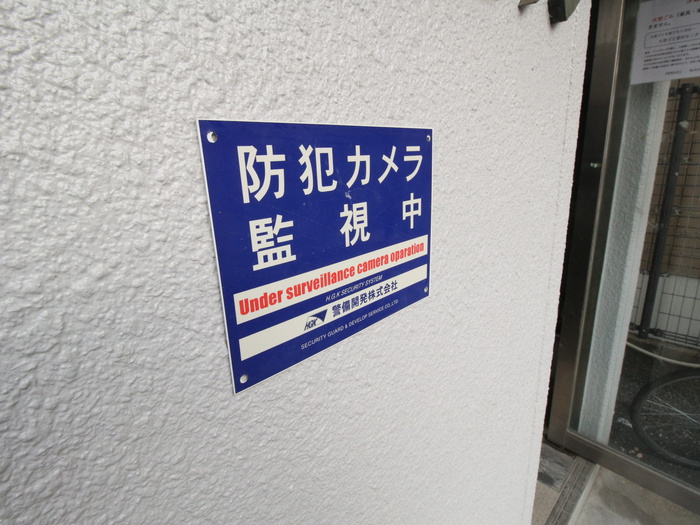 防犯カメラ
監視中
Under surveillance camera oparation
H.G.K SECURITY SYSTEM
HGK 警備開発株式会社
SECURITY GUARD & DEVELOP SERVICE CO.,LTD